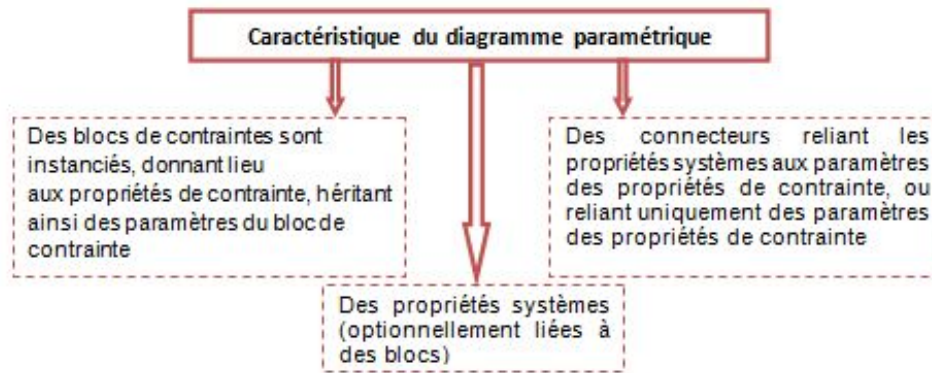 Caractéristique du diagramme paramétrique
Des blocs de contraintes sont
instanciés, donnant lieu
aux propriétés de contrainte, héritant
ainsi des paramètres du bloc de
contrainte
Des connecteurs reliant les
propriétés systèmes aux paramètres
des propriétés de contrainte, ou
reliant uniquement des paramètres
des propriétés de contrainte
Des propriétés systèmes
(optionnellement liées à
des blocs)